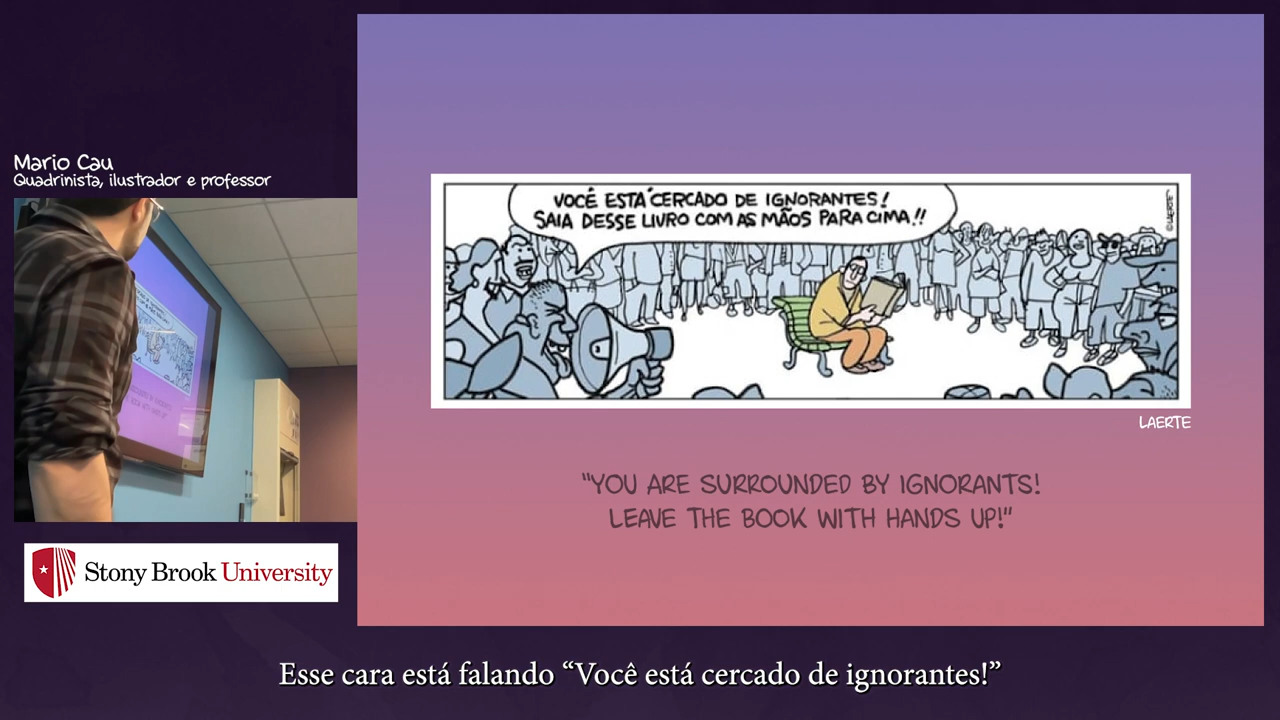 Mario Cau
Quadrinista, ilustrador e professor
VOCÊ ESTÁ CERCADO DE IGNORANTES!
SAIA DESSE LIVRO COM AS MÃOS PARA CIMA!!
©LAERTE
LAERTE
"YOU ARE SURROUNDED BY IGNORANTS!
LEAVE THE BOOK WITH HANDS UP!"
Stony Brook University
Esse cara está falando “Você está cercado de ignorantes!”